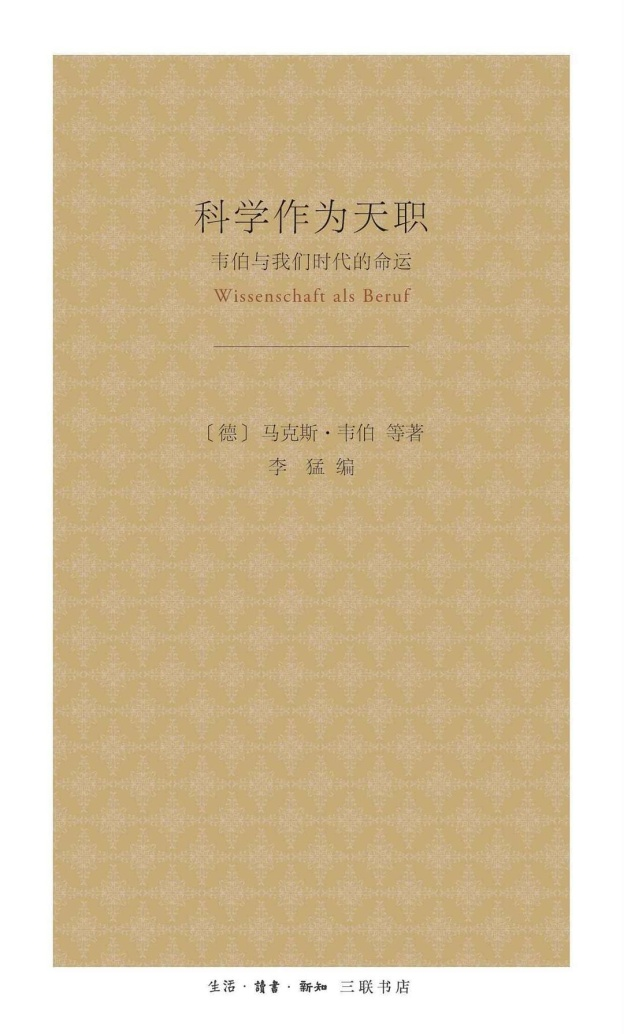 科学作为天职
韦伯与我们时代的命运
Wissenschaft als Beruf
〔德〕马克斯·韦伯 等著
李 猛 编
生活·讀書·新知 三联书店